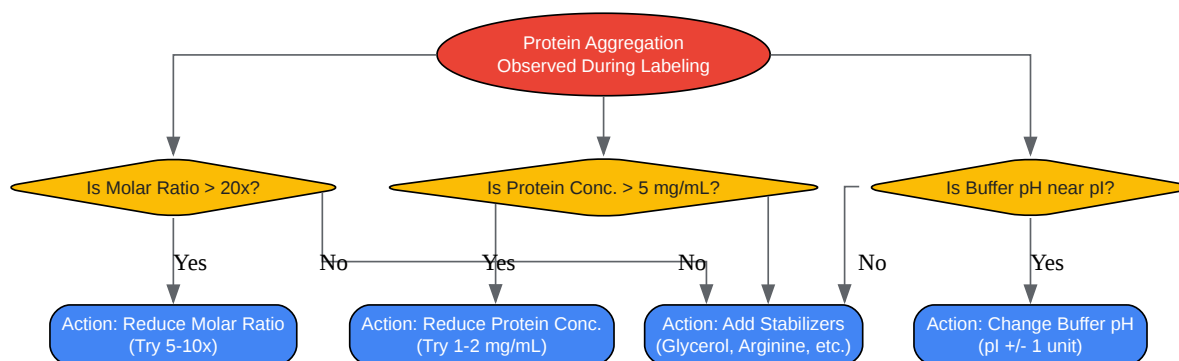 Protein Aggregation
Observed During Labeling
Is Molar Ratio > 20x?
Is Protein Conc. > 5 mg/mL?
Is Buffer pH near pI?
Yes
No
Yes
No
No
Yes
Action: Reduce Molar Ratio
(Try 5-10x)
Action: Reduce Protein Conc.
(Try 1-2 mg/mL)
Action: Add Stabilizers
(Glycerol, Arginine, etc.)
Action: Change Buffer pH
(pI +/- 1 unit)